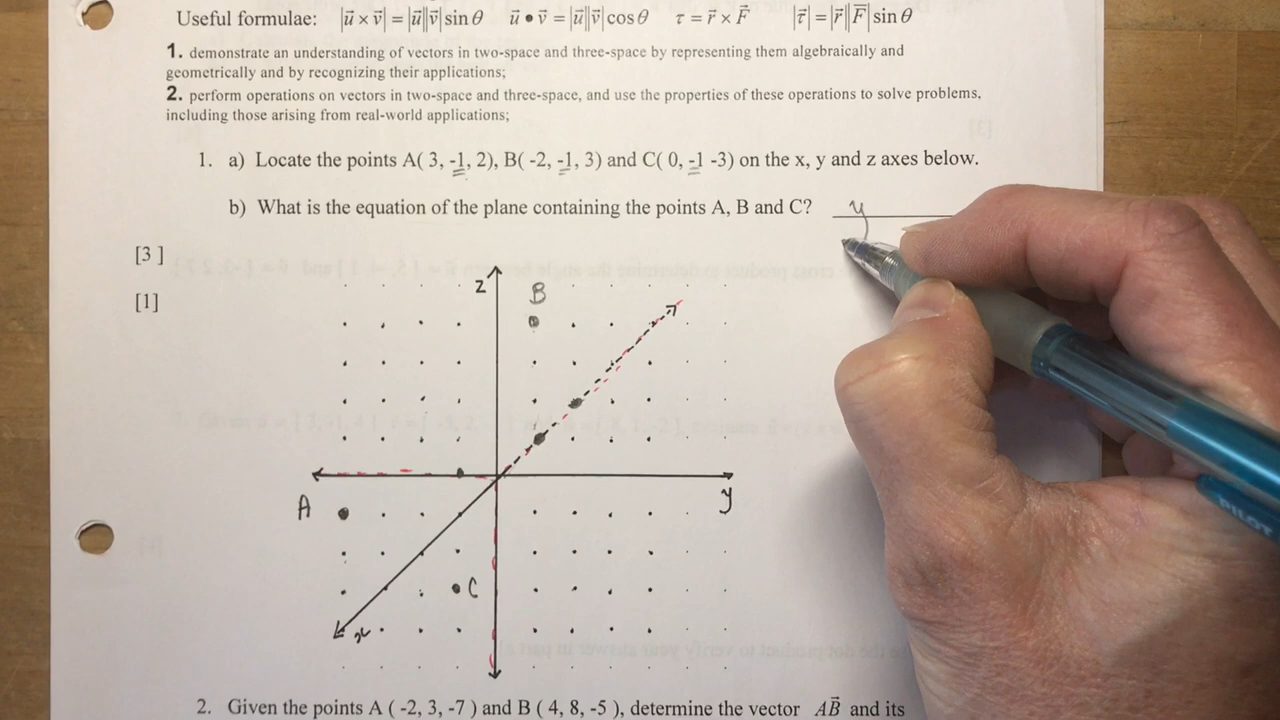 Useful formulae: |u⃗ × v⃗| = |u⃗||v⃗| sin θ u⃗ • v⃗ = |u⃗||v⃗| cos θ τ = r⃗ × F⃗ |τ⃗| = |r⃗||F⃗| sin θ
1. demonstrate an understanding of vectors in two-space and three-space by representing them algebraically and
geometrically and by recognizing their applications;
2. perform operations on vectors in two-space and three-space, and use the properties of these operations to solve problems,
including those arising from real-world applications;
1. a) Locate the points A( 3, -1, 2), B( -2, -1, 3) and C( 0, -1 -3) on the x, y and z axes below.
b) What is the equation of the plane containing the points A, B and C? y
[3 ]
[1]
z
B
A
y
C
x
2. Given the points A ( -2, 3, -7 ) and B ( 4, 8, -5 ), determine the vector AB⃗ and its
PILOT